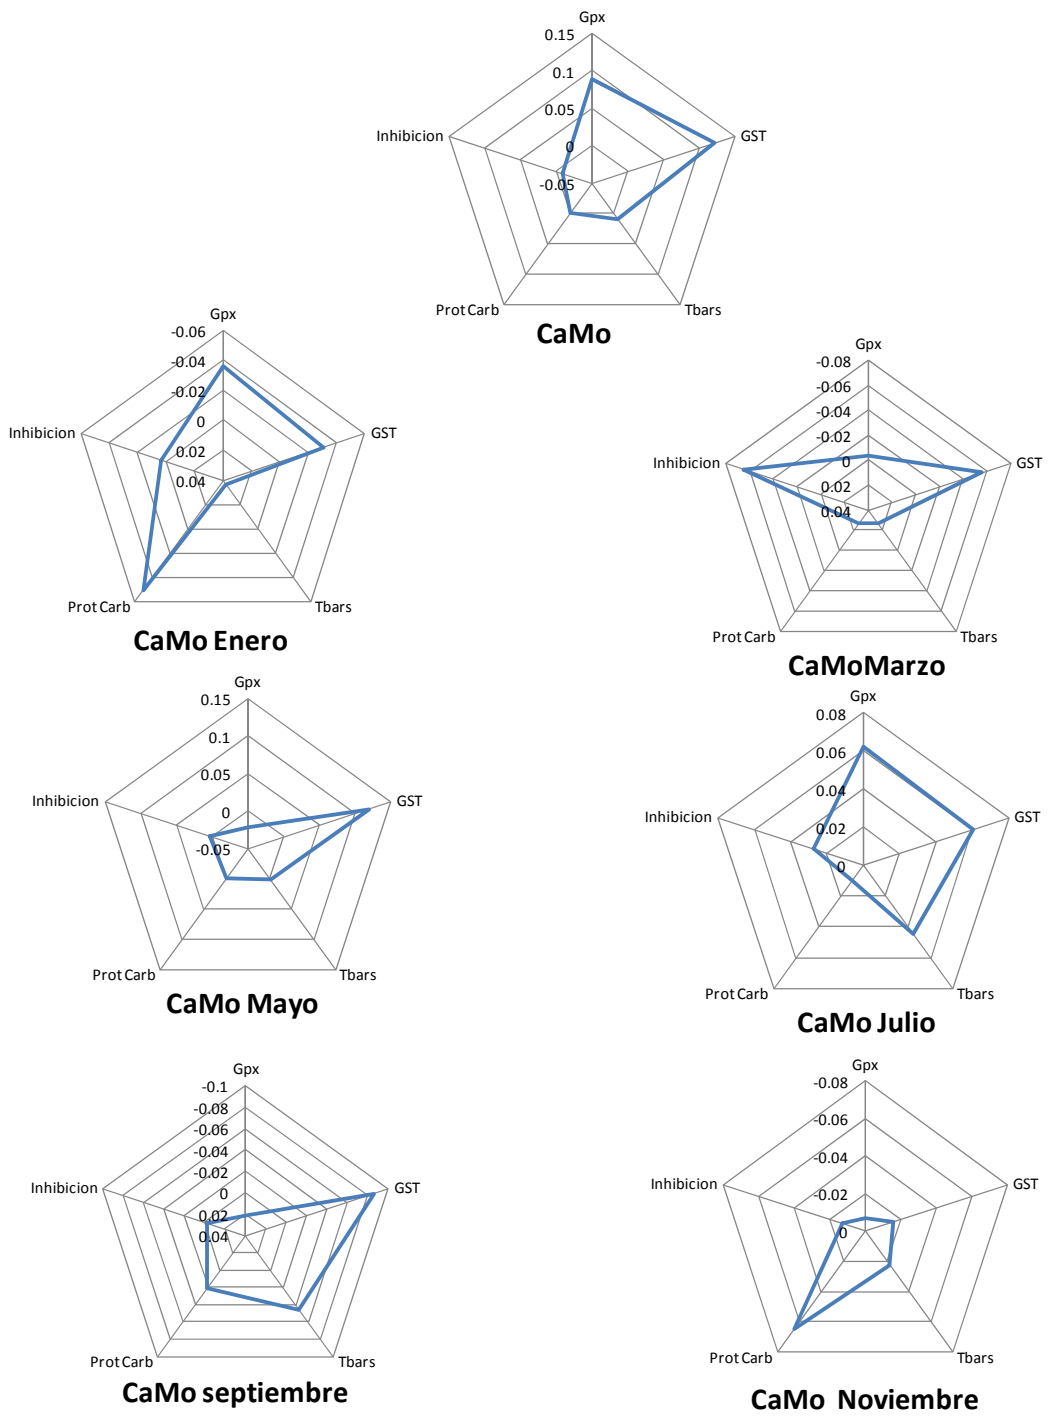 Gpx
0.15
0.1
0.05
0
-0.05
Inhibicion
GST
Prot Carb
Tbars
CaMo
Gpx
-0.06
-0.04
-0.02
0
0.02
0.04
Inhibicion
GST
Prot Carb
Tbars
CaMo Enero
Gpx
-0.08
-0.06
-0.04
-0.02
0
0.02
0.04
Inhibicion
GST
Prot Carb
Tbars
CaMoMarzo
Gpx
0.15
0.1
0.05
0
-0.05
Inhibicion
GST
Prot Carb
Tbars
CaMo Mayo
Gpx
0.08
0.06
0.04
0.02
0
Inhibicion
GST
Prot Carb
Tbars
CaMo Julio
Gpx
-0.1
-0.08
-0.06
-0.04
-0.02
0
0.02
0.04
Inhibicion
GST
Prot Carb
Tbars
CaMo septiembre
Gpx
-0.08
-0.06
-0.04
-0.02
0
Inhibicion
GST
Prot Carb
Tbars
CaMo Noviembre